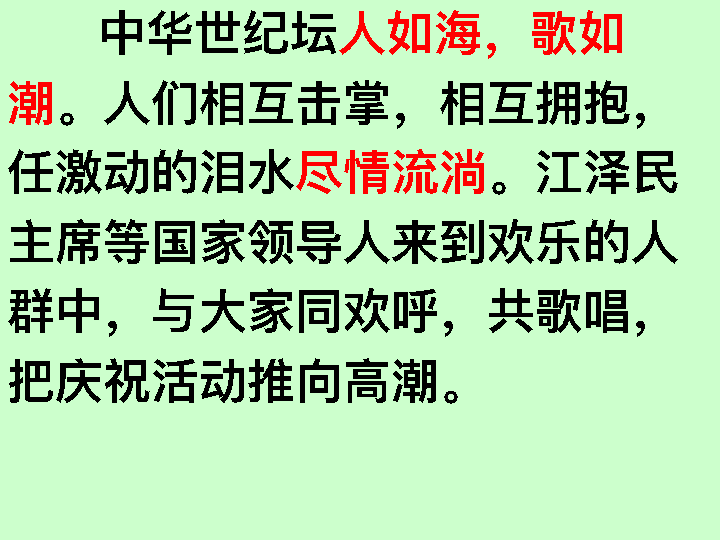 中华世纪坛人如海，歌如
潮。人们相互击掌，相互拥抱，
任激动的泪水尽情流淌。江泽民
主席等国家领导人来到欢乐的人
群中，与大家同欢呼，共歌唱，
把庆祝活动推向高潮。